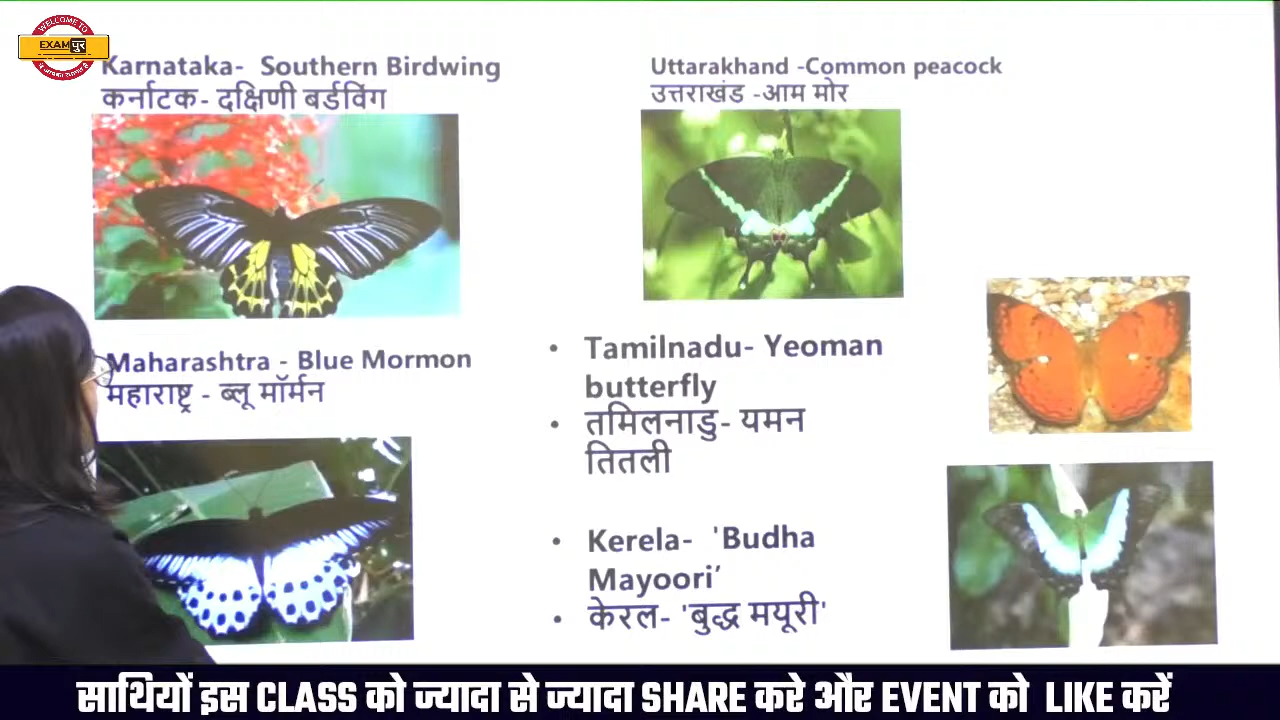 WELCOME TO
EXAMपुर
Karnataka- Southern Birdwing
कर्नाटक- दक्षिणी बर्डविंग
Uttarakhand -Common peacock
उत्तराखंड -आम मोर
Maharashtra - Blue Mormon
महाराष्ट्र - ब्लू मॉर्मन
• Tamilnadu- Yeoman
butterfly
• तमिलनाडु- यमन
तितली
• Kerela- 'Budha
Mayoori’
• केरल- 'बुद्ध मयूरी'
साथियों इस CLASS को ज्यादा से ज्यादा SHARE करे और EVENT को LIKE करें